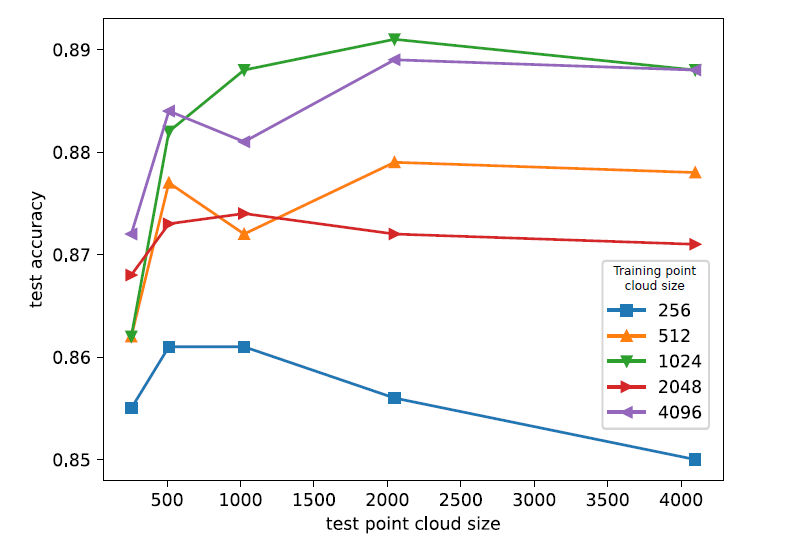 0.89
0.88
0.87
0.86
0.85
test accuracy
Training point
cloud size
256
512
1024
2048
4096
500 1000 1500 2000 2500 3000 3500 4000
test point cloud size